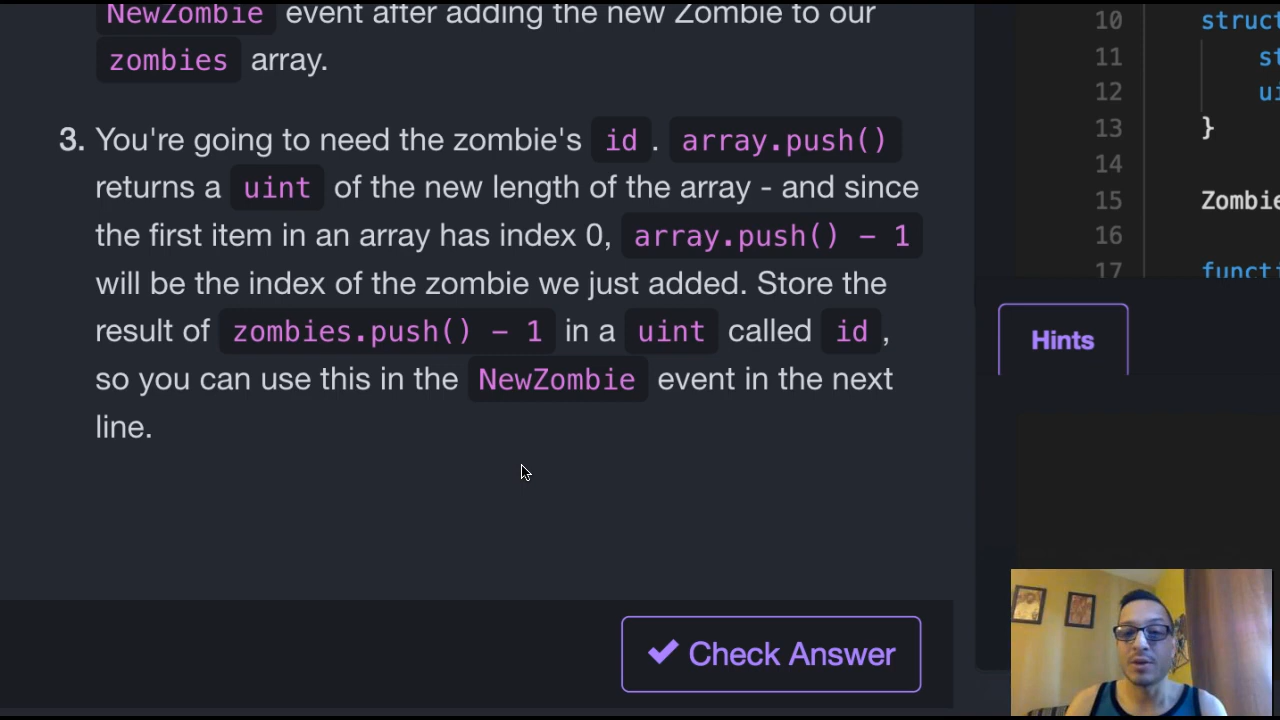 NewZombie event after adding the new Zombie to our
zombies array.
3. You're going to need the zombie's id . array.push()
returns a uint of the new length of the array - and since
the first item in an array has index 0, array.push() - 1
will be the index of the zombie we just added. Store the
result of zombies.push() - 1 in a uint called id ,
so you can use this in the NewZombie event in the next
line.
✔ Check Answer
10 struct
11 st
12 ui
13 }
14
15 Zombie
16
17 functi
Hints